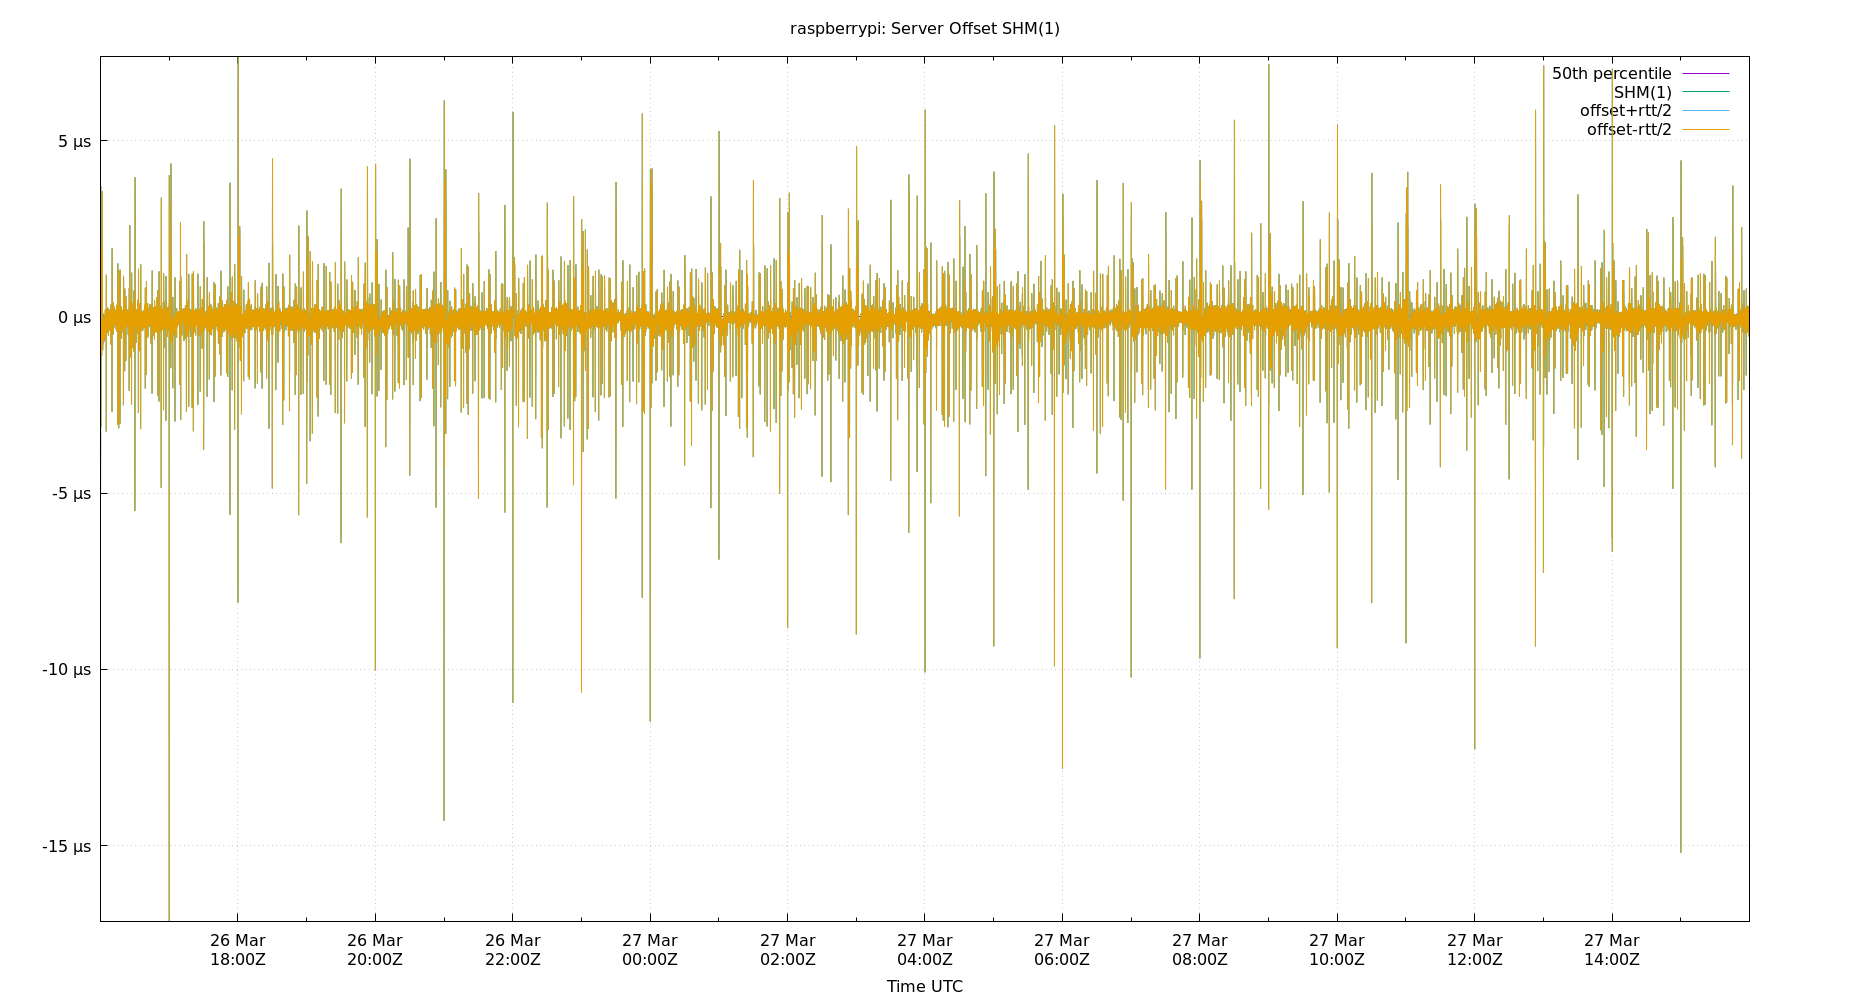 raspberrypi: Server Offset SHM(1)
50th percentile
SHM(1)
offset+rtt/2
offset-rtt/2
5 µs
0 µs
-5 µs
-10 µs
-15 µs
26 Mar 26 Mar 26 Mar 27 Mar 27 Mar 27 Mar 27 Mar 27 Mar 27 Mar 27 Mar 27 Mar
18:00Z 20:00Z 22:00Z 00:00Z 02:00Z 04:00Z 06:00Z 08:00Z 10:00Z 12:00Z 14:00Z
Time UTC